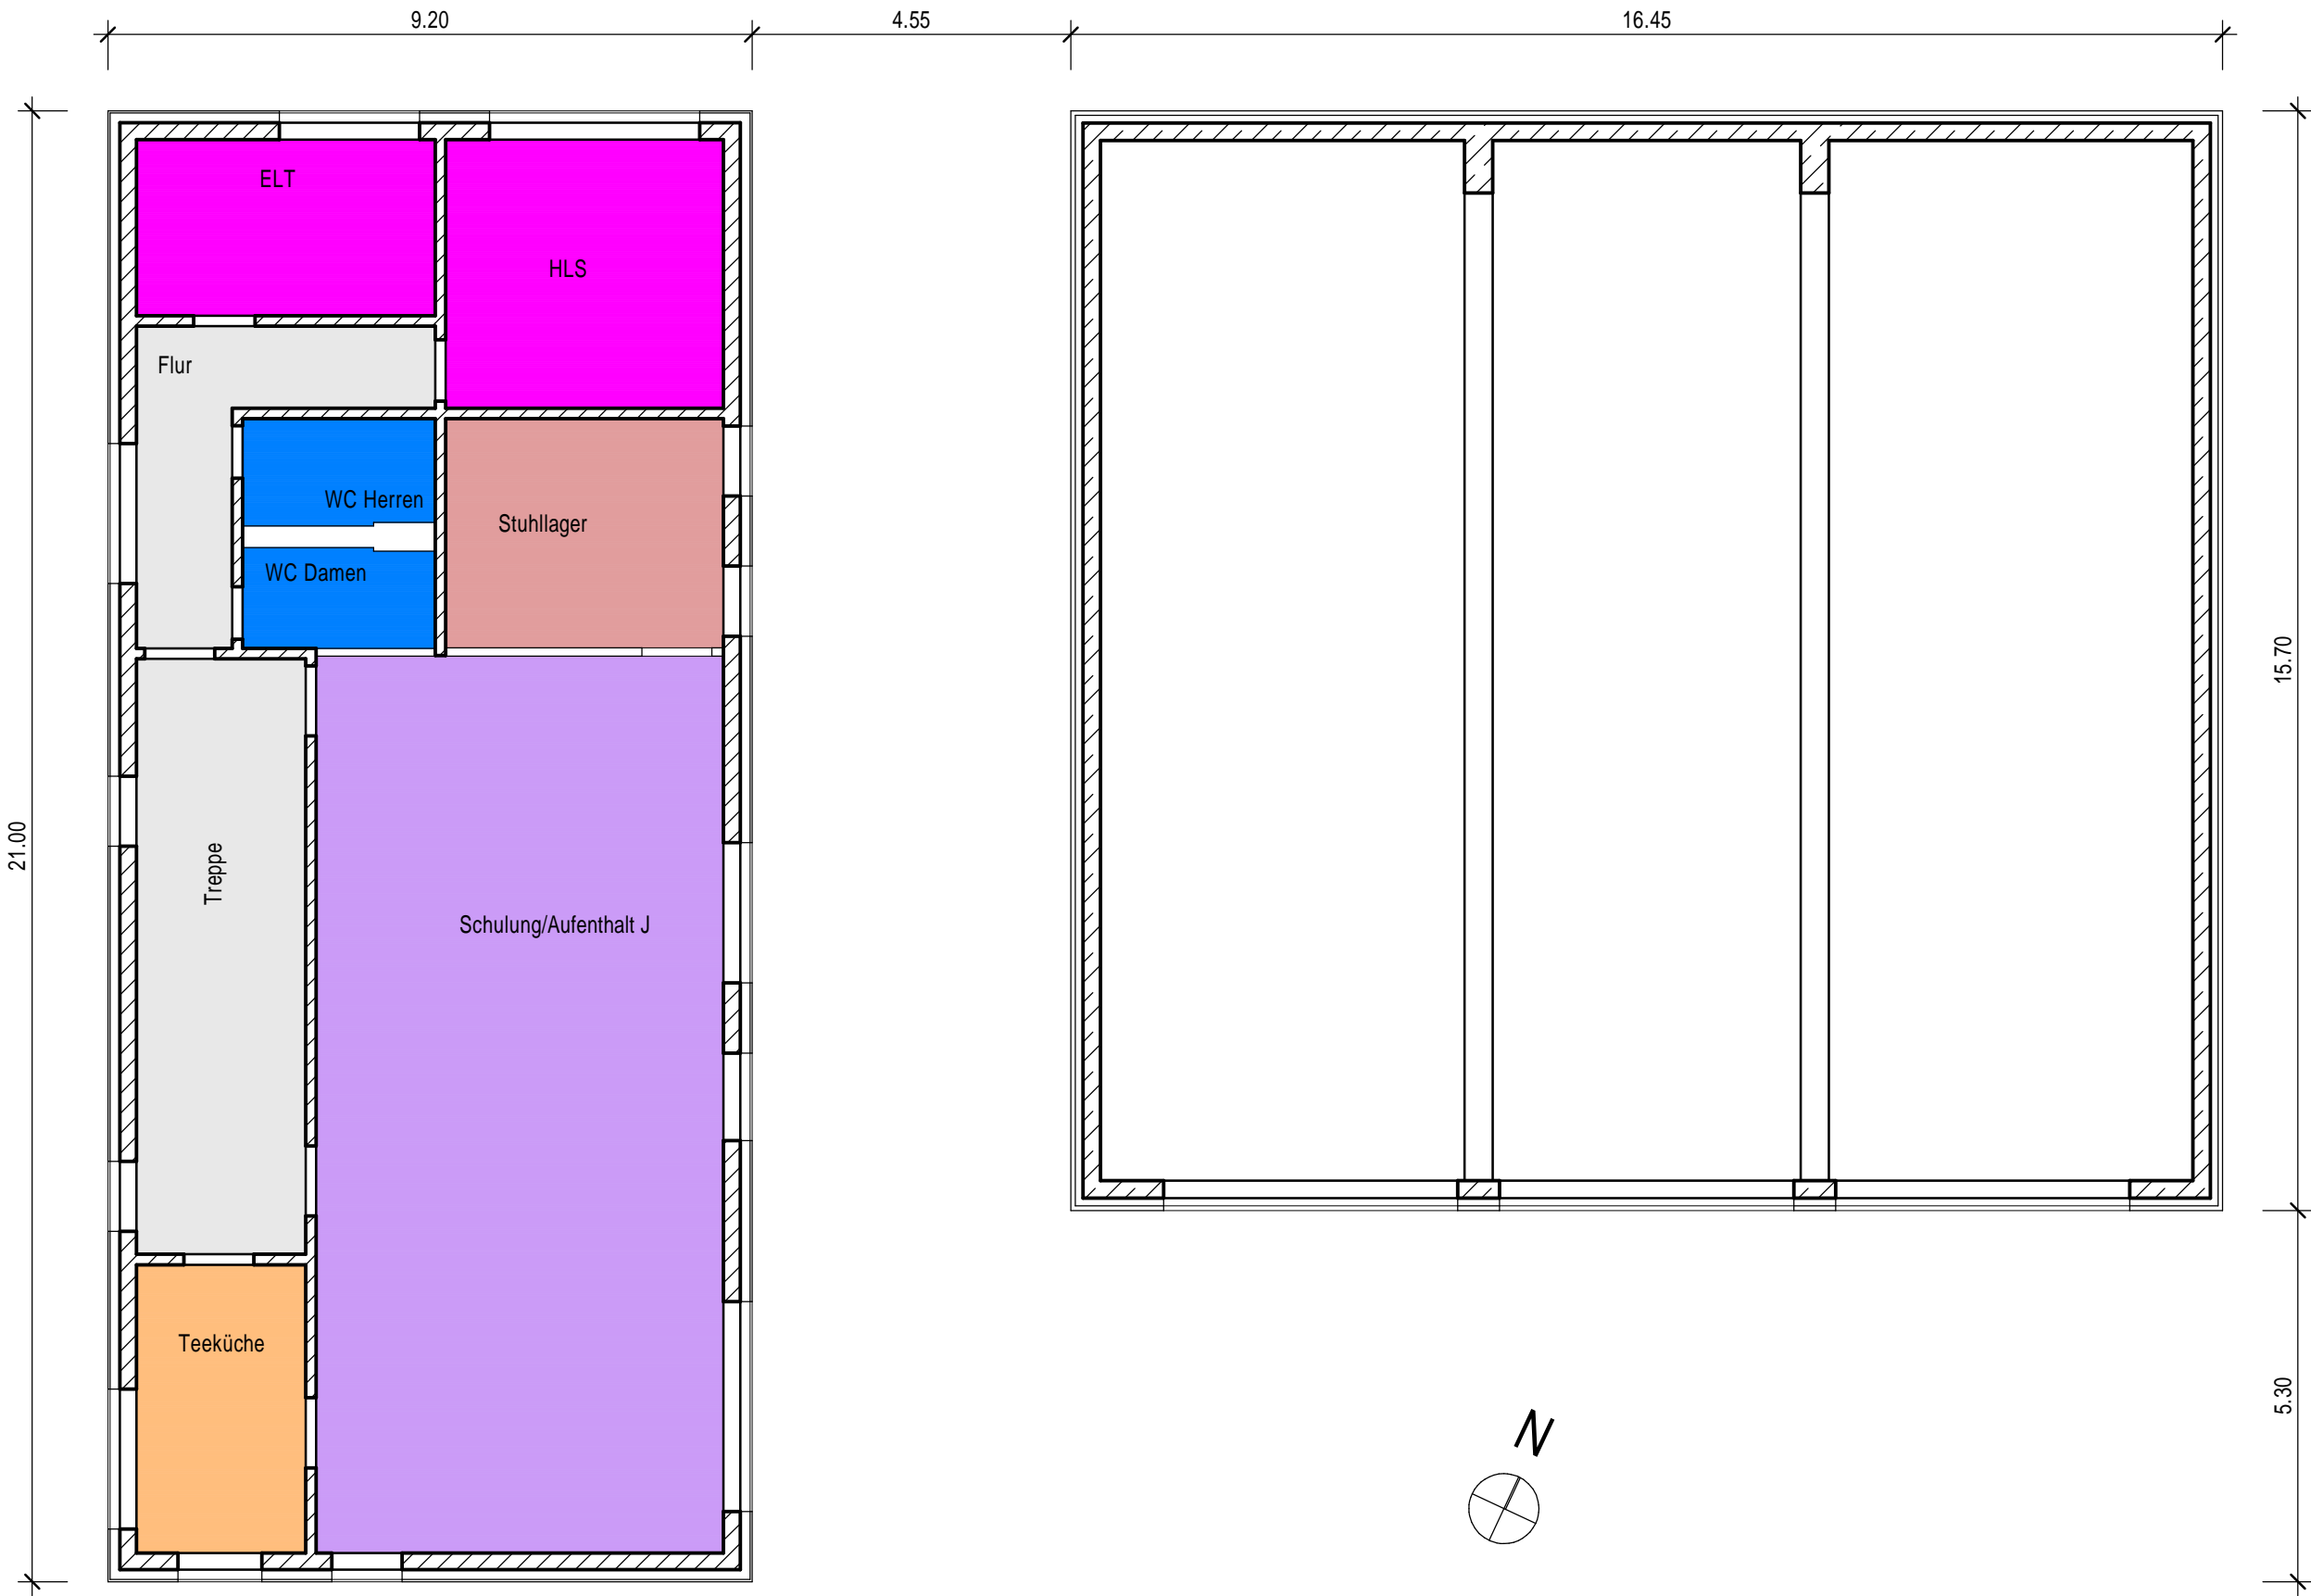 9.20
4.55
16.45
ELT
HLS
Flur
WC Herren
Stuhllager
WC Damen
15.70
21.00
Treppe
Schulung/Aufenthalt J
Teeküche
5.30
N